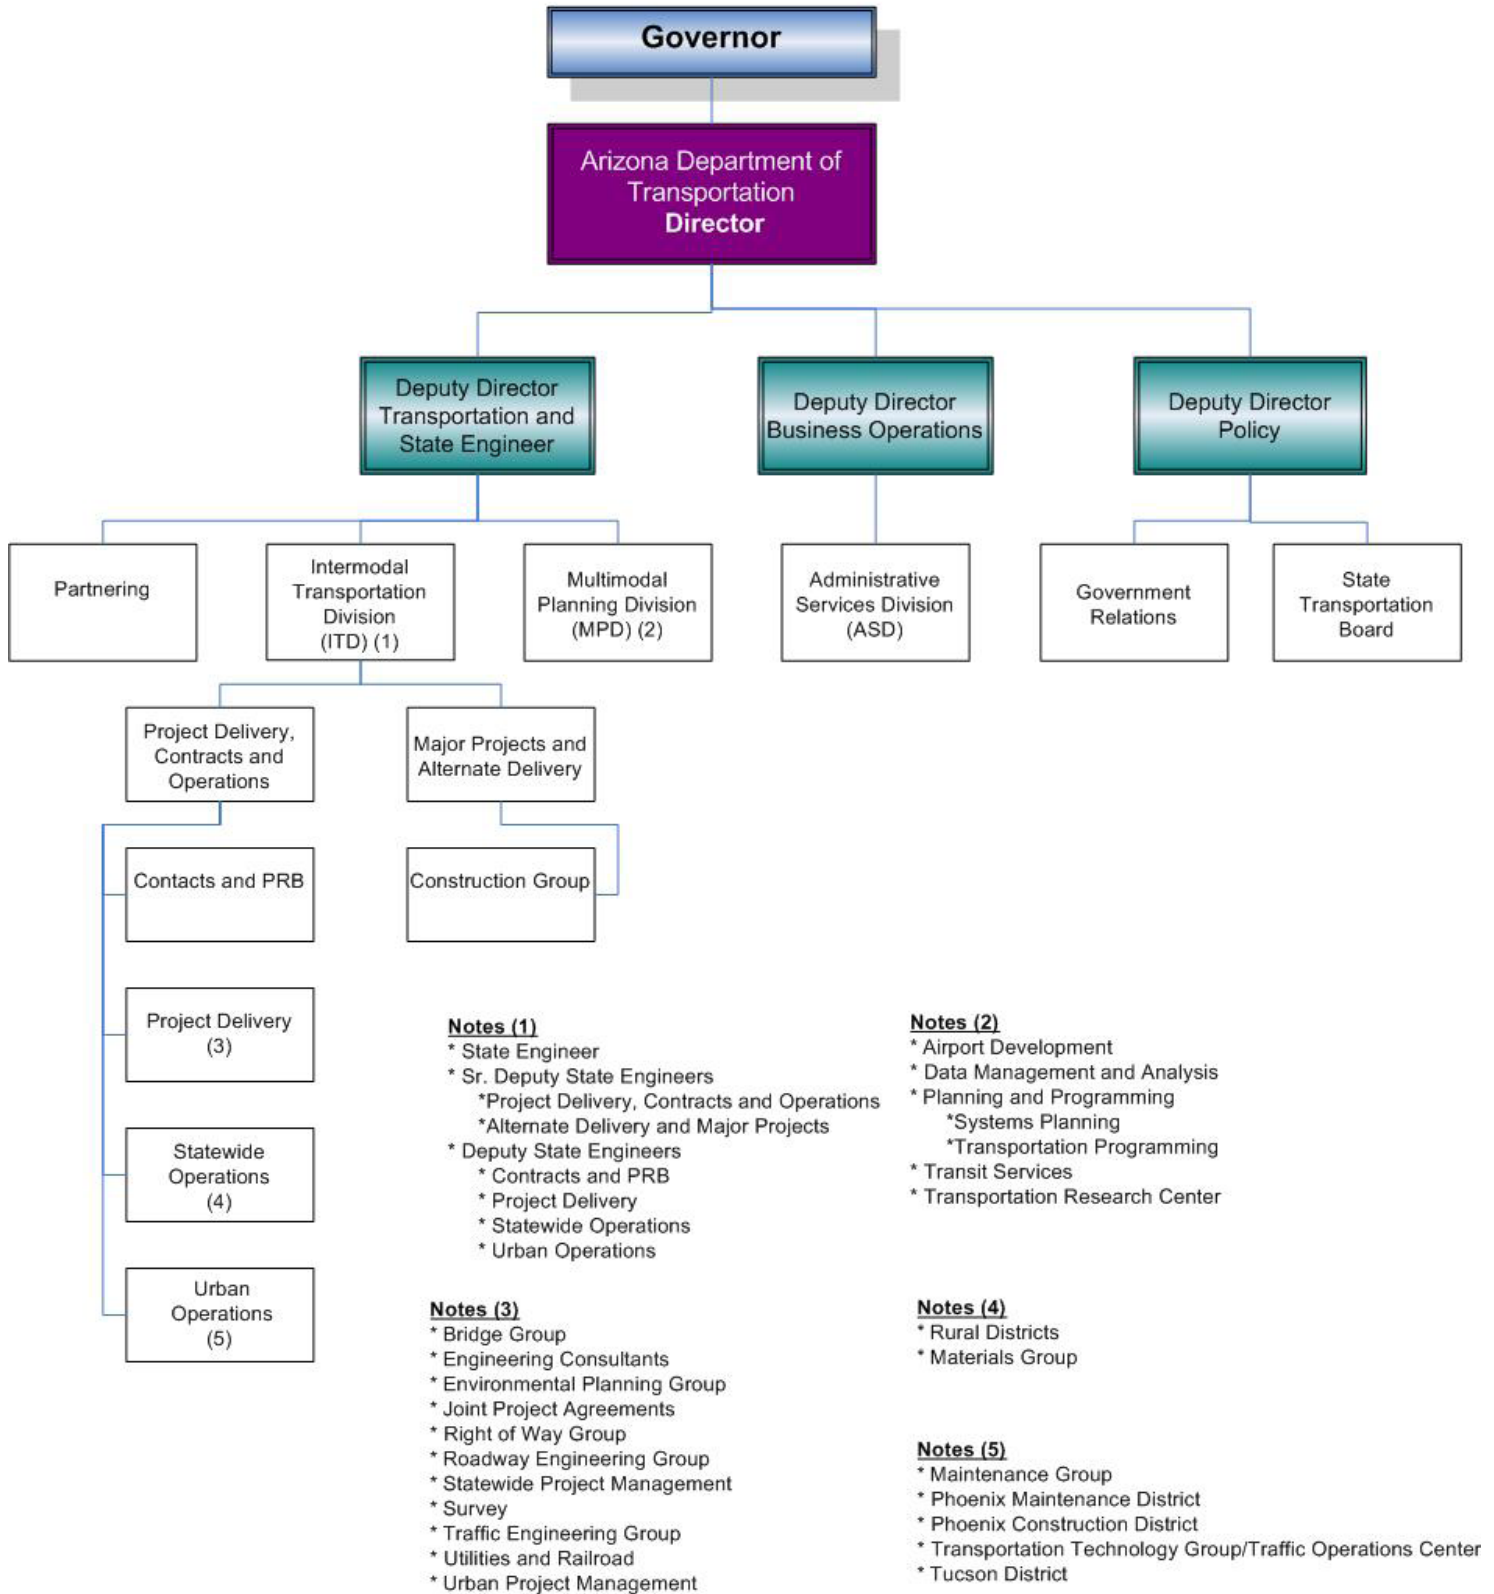 Governor
Arizona Department of
Transportation
Director
Deputy Director
Transportation and
State Engineer
Deputy Director
Business Operations
Deputy Director
Policy
Partnering
Intermodal
Transportation
Division
(ITD) (1)
Multimodal
Planning Division
(MPD) (2)
Administrative
Services Division
(ASD)
Government
Relations
State
Transportation
Board
Project Delivery,
Contracts and
Operations
Major Projects and
Alternate Delivery
Contacts and PRB
Construction Group
Project Delivery
(3)
Statewide
Operations
(4)
Urban
Operations
(5)
Notes (1)
* State Engineer
* Sr. Deputy State Engineers
*Project Delivery, Contracts and Operations
*Alternate Delivery and Major Projects
* Deputy State Engineers
* Contracts and PRB
* Project Delivery
* Statewide Operations
* Urban Operations
Notes (2)
* Airport Development
* Data Management and Analysis
* Planning and Programming
*Systems Planning
*Transportation Programming
* Transit Services
* Transportation Research Center
Notes (3)
* Bridge Group
* Engineering Consultants
* Environmental Planning Group
* Joint Project Agreements
* Right of Way Group
* Roadway Engineering Group
* Statewide Project Management
* Survey
* Traffic Engineering Group
* Utilities and Railroad
* Urban Project Management
Notes (4)
* Rural Districts
* Materials Group
Notes (5)
* Maintenance Group
* Phoenix Maintenance District
* Phoenix Construction District
* Transportation Technology Group/Traffic Operations Center
* Tucson District